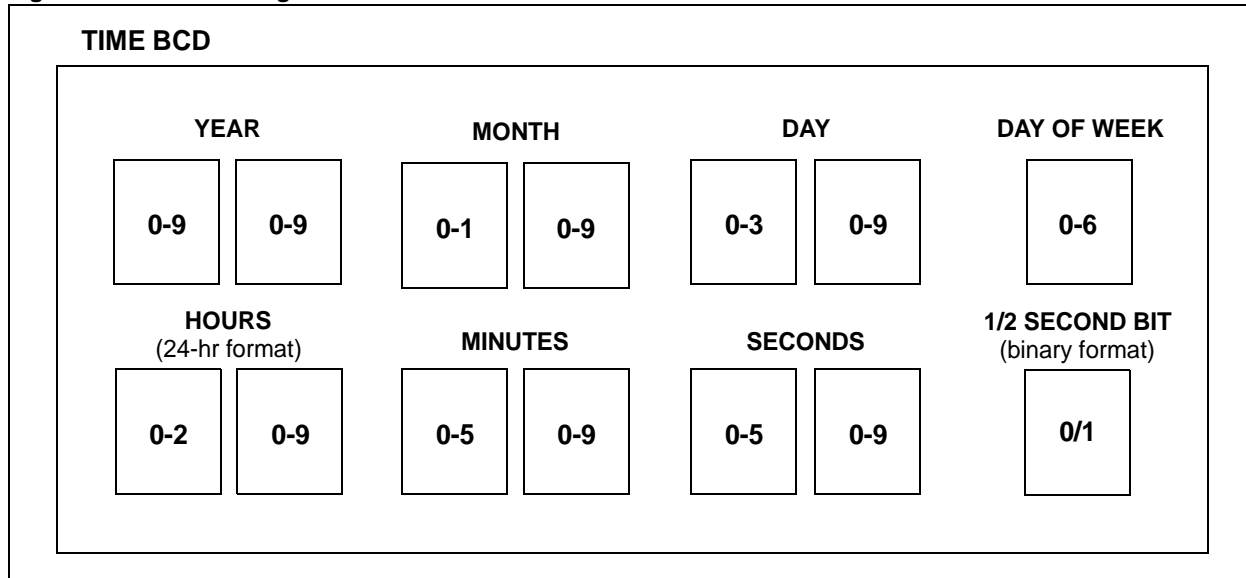 TIME BCD
YEAR MONTH DAY DAY OF WEEK
0-9 0-9 0-1 0-9 0-3 0-9 0-6
HOURS MINUTES SECONDS 1/2 SECOND BIT
(24-hr format) (binary format)
0-2 0-9 0-5 0-9 0-5 0-9 0/1